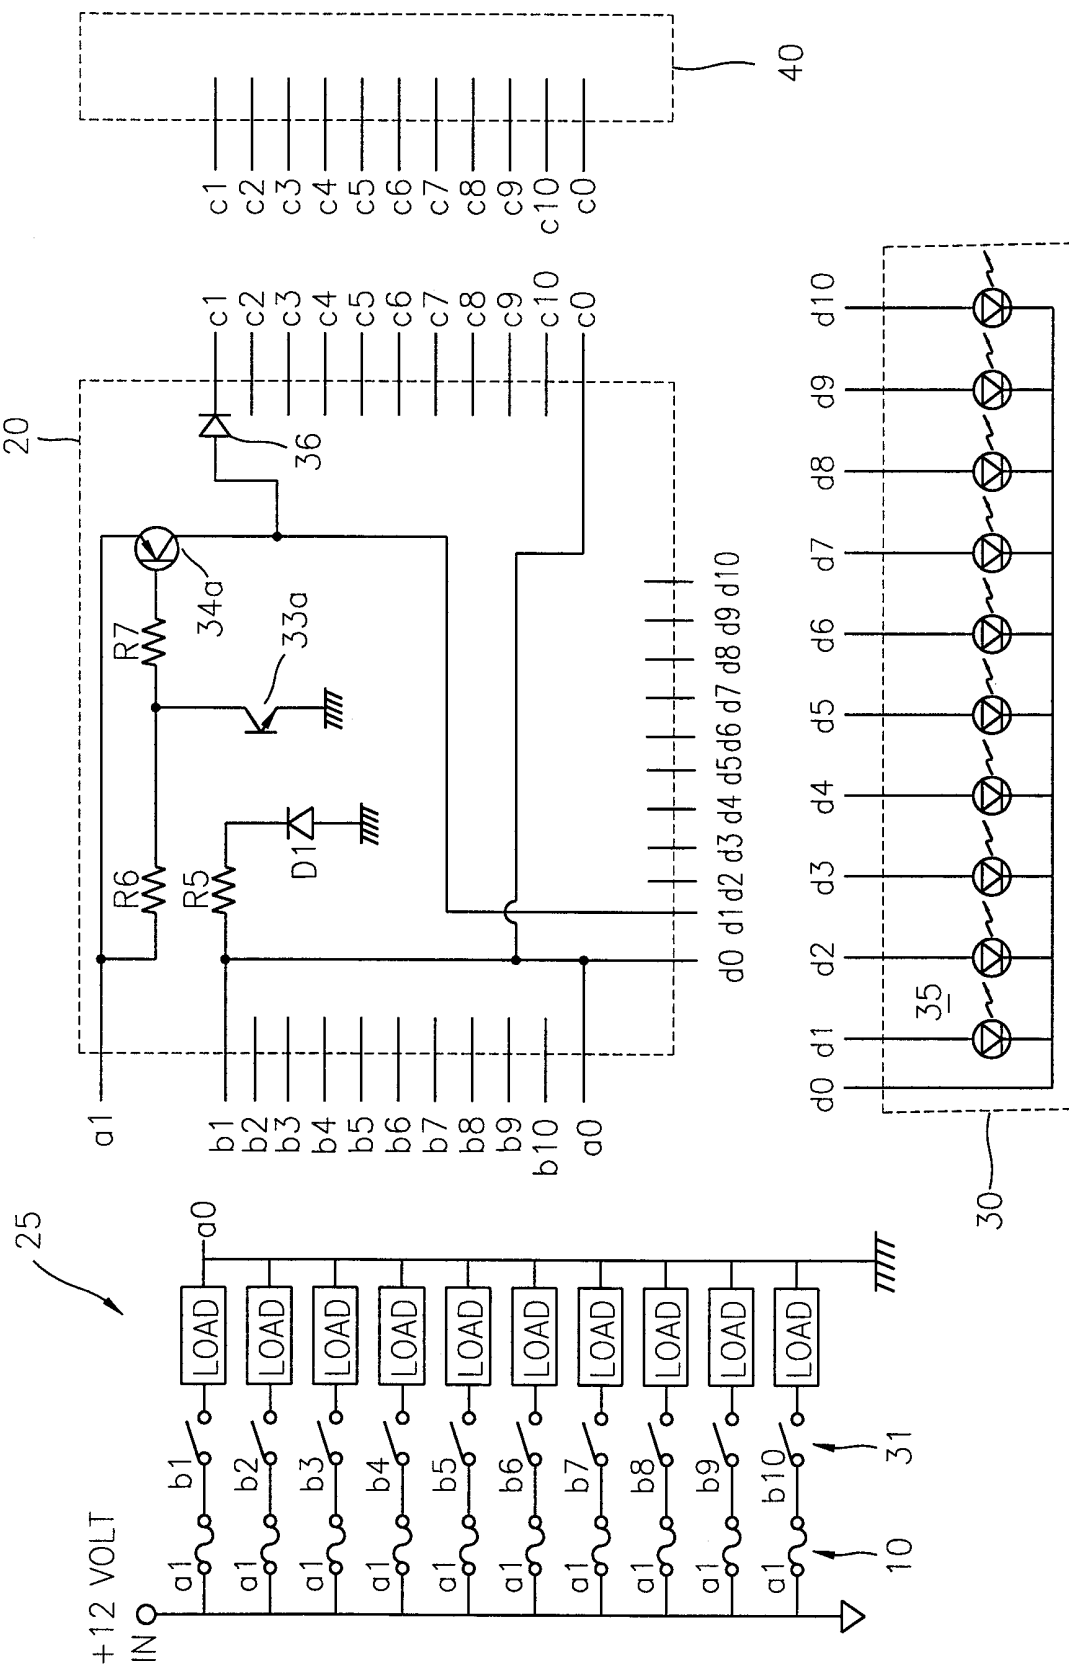 20
40
a1
R6
R7
34a
33a
36
R5
D1
b1
b2
b3
b4
b5
b6
b7
b8
b9
b10
a0
c1
c2
c3
c4
c5
c6
c7
c8
c9
c10
c0
c1
c2
c3
c4
c5
c6
c7
c8
c9
c10
c0
d0 d1 d2 d3 d4 d5 d6 d7 d8 d9 d10
25
+12 VOLT
IN
a1 b1 LOAD a0
a1 b2 LOAD
a1 b3 LOAD
a1 b4 LOAD
a1 b5 LOAD
a1 b6 LOAD
a1 b7 LOAD
a1 b8 LOAD
a1 b9 LOAD
a1 b10 LOAD
10
31
d0 d1 d2 d3 d4 d5 d6 d7 d8 d9 d10
35
30